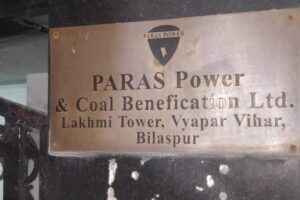 PARAS POWER
PARAS Power
& Coal Benefication Ltd.
Lakhmi Tower, Vyapar Vihar,
Bilaspur